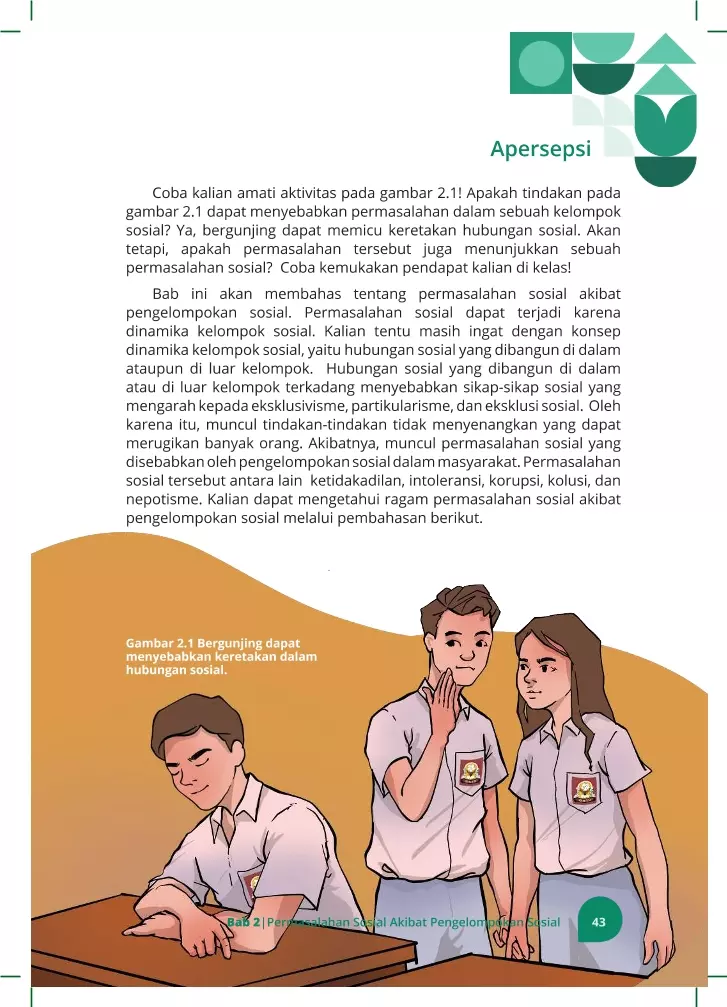 Apersepsi
Coba kalian amati aktivitas pada gambar 2.1! Apakah tindakan pada
gambar 2.1 dapat menyebabkan permasalahan dalam sebuah kelompok
sosial? Ya, bergunjing dapat memicu keretakan hubungan sosial. Akan
tetapi, apakah permasalahan tersebut juga menunjukkan sebuah
permasalahan sosial? Coba kemukakan pendapat kalian di kelas!
Bab ini akan membahas tentang permasalahan sosial akibat
pengelompokan sosial. Permasalahan sosial dapat terjadi karena
dinamika kelompok sosial. Kalian tentu masih ingat dengan konsep
dinamika kelompok sosial, yaitu hubungan sosial yang dibangun di dalam
ataupun di luar kelompok. Hubungan sosial yang dibangun di dalam
atau di luar kelompok terkadang menyebabkan sikap-sikap sosial yang
mengarah kepada eksklusivisme, partikularisme, dan eksklusi sosial. Oleh
karena itu, muncul tindakan-tindakan tidak menyenangkan yang dapat
merugikan banyak orang. Akibatnya, muncul permasalahan sosial yang
disebabkan oleh pengelompokan sosial dalam masyarakat. Permasalahan
sosial tersebut antara lain ketidakadilan, intoleransi, korupsi, kolusi, dan
nepotisme. Kalian dapat mengetahui ragam permasalahan sosial akibat
pengelompokan sosial melalui pembahasan berikut.
Gambar 2.1 Bergunjing dapat
menyebabkan keretakan dalam
hubungan sosial.
Bab 2|Permasalahan Sosial Akibat Pengelompokan Sosial 43